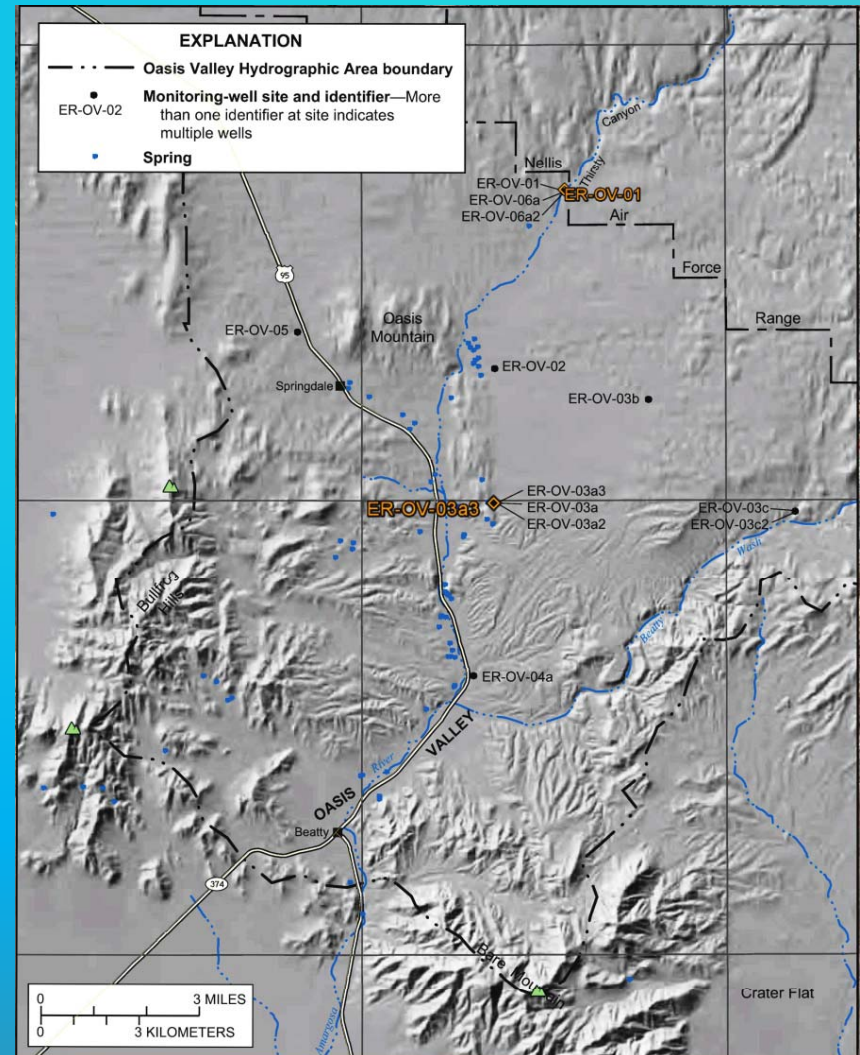 EXPLANATION
Oasis Valley Hydrographic Area boundary
ER-OV-02
Monitoring-well site and identifier—More
than one identifier at site indicates
multiple wells
Spring
Canyon
Thirsty
Nellis
ER-OV-01
ER-OV-06a
ER-OV-06a2
ER-OV-01
Air
Force
Range
95
ER-OV-05
Oasis
Mountain
Springdale
ER-OV-02
ER-OV-03b
ER-OV-03a3
ER-OV-03a3
ER-OV-03a
ER-OV-03a2
ER-OV-03c
ER-OV-03c2
Wash
Beatty
Bullfrog
Hills
ER-OV-04a
OASIS VALLEY
River
Beatty
374
Bare Mountain
Crater Flat
Amargosa
0 3 MILES
0 3 KILOMETERS